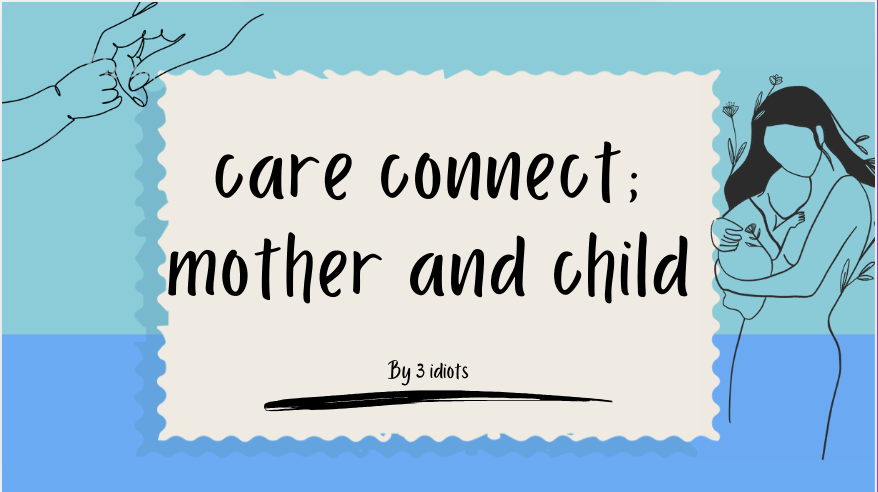 care connect;
mother and child
By 3 idiots